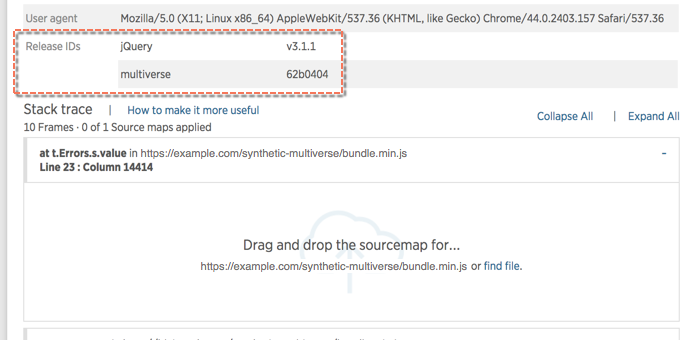 User agent Mozilla/5.0 (X11; Linux x86_64) AppleWebKit/537.36 (KHTML, like Gecko) Chrome/44.0.2403.157 Safari/537.36
Release IDs jQuery v3.1.1
multiverse 62b0404
Stack trace | How to make it more useful
10 Frames · 0 of 1 Source maps applied
Collapse All | Expand All
at t.Errors.s.value in https://example.com/synthetic-multiverse/bundle.min.js -
Line 23 : Column 14414
Drag and drop the sourcemap for...
https://example.com/synthetic-multiverse/bundle.min.js or find file.